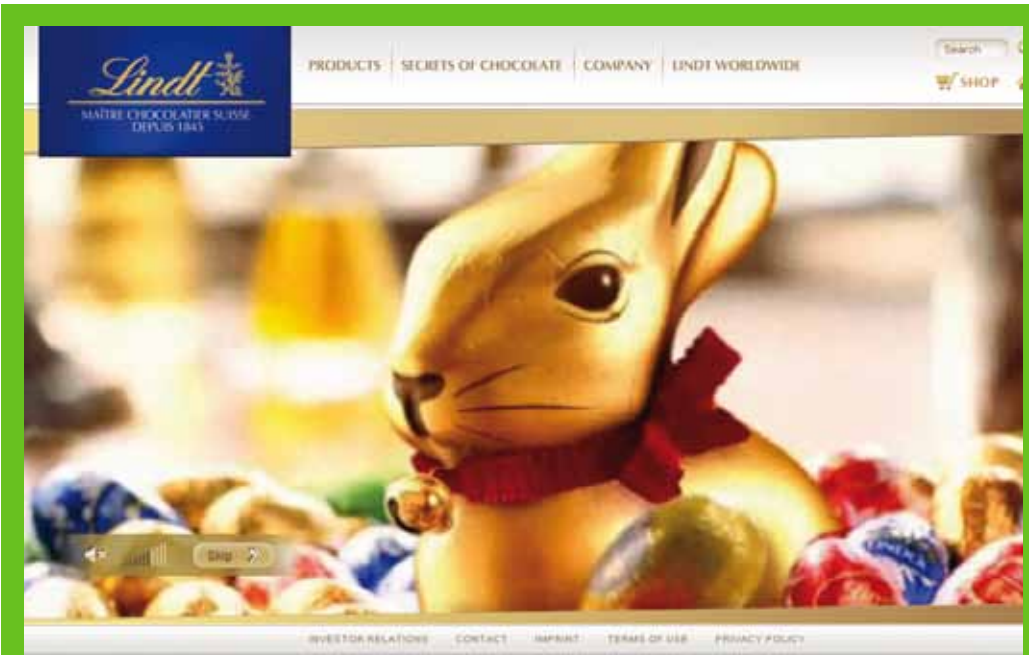 Lindt
MAÎTRE CHOCOLATIER SUISSE
DEPUIS 1845
PRODUCTS
SECRETS OF CHOCOLATE
COMPANY
LINDT WORLDWIDE
Search
SHOP
Skip
LINDT
INVESTOR RELATIONS
CONTACT
IMPRINT
TERMS OF USE
PRIVACY POLICY